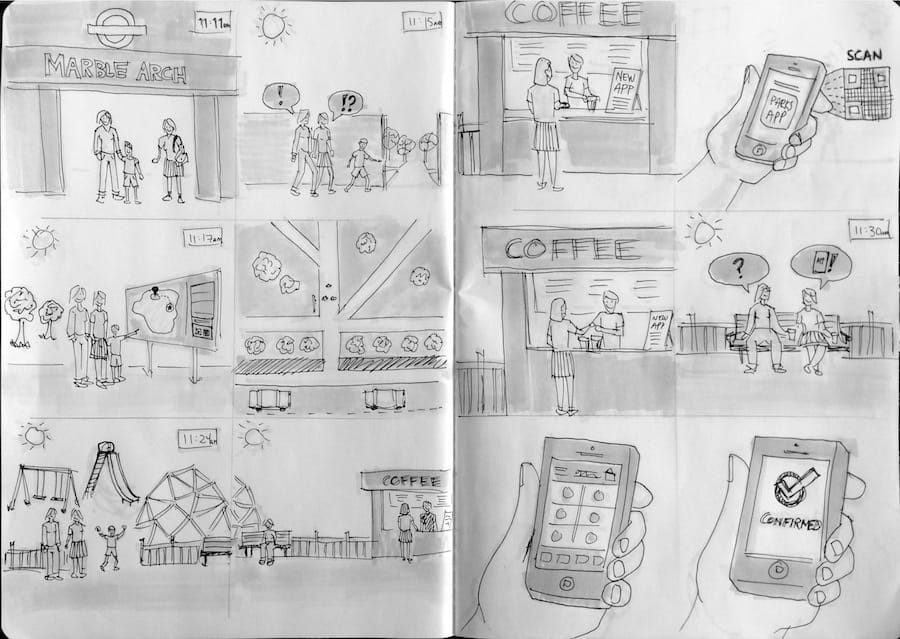 11:11am
MARBLE ARCH
11:15am
!
!?
11:17am
11:24am
COFFEE
COFFEE
NEW
APP
SCAN
PARKS
APP
COFFEE
NEW
APP
11:30am
?
!
CONFIRMED